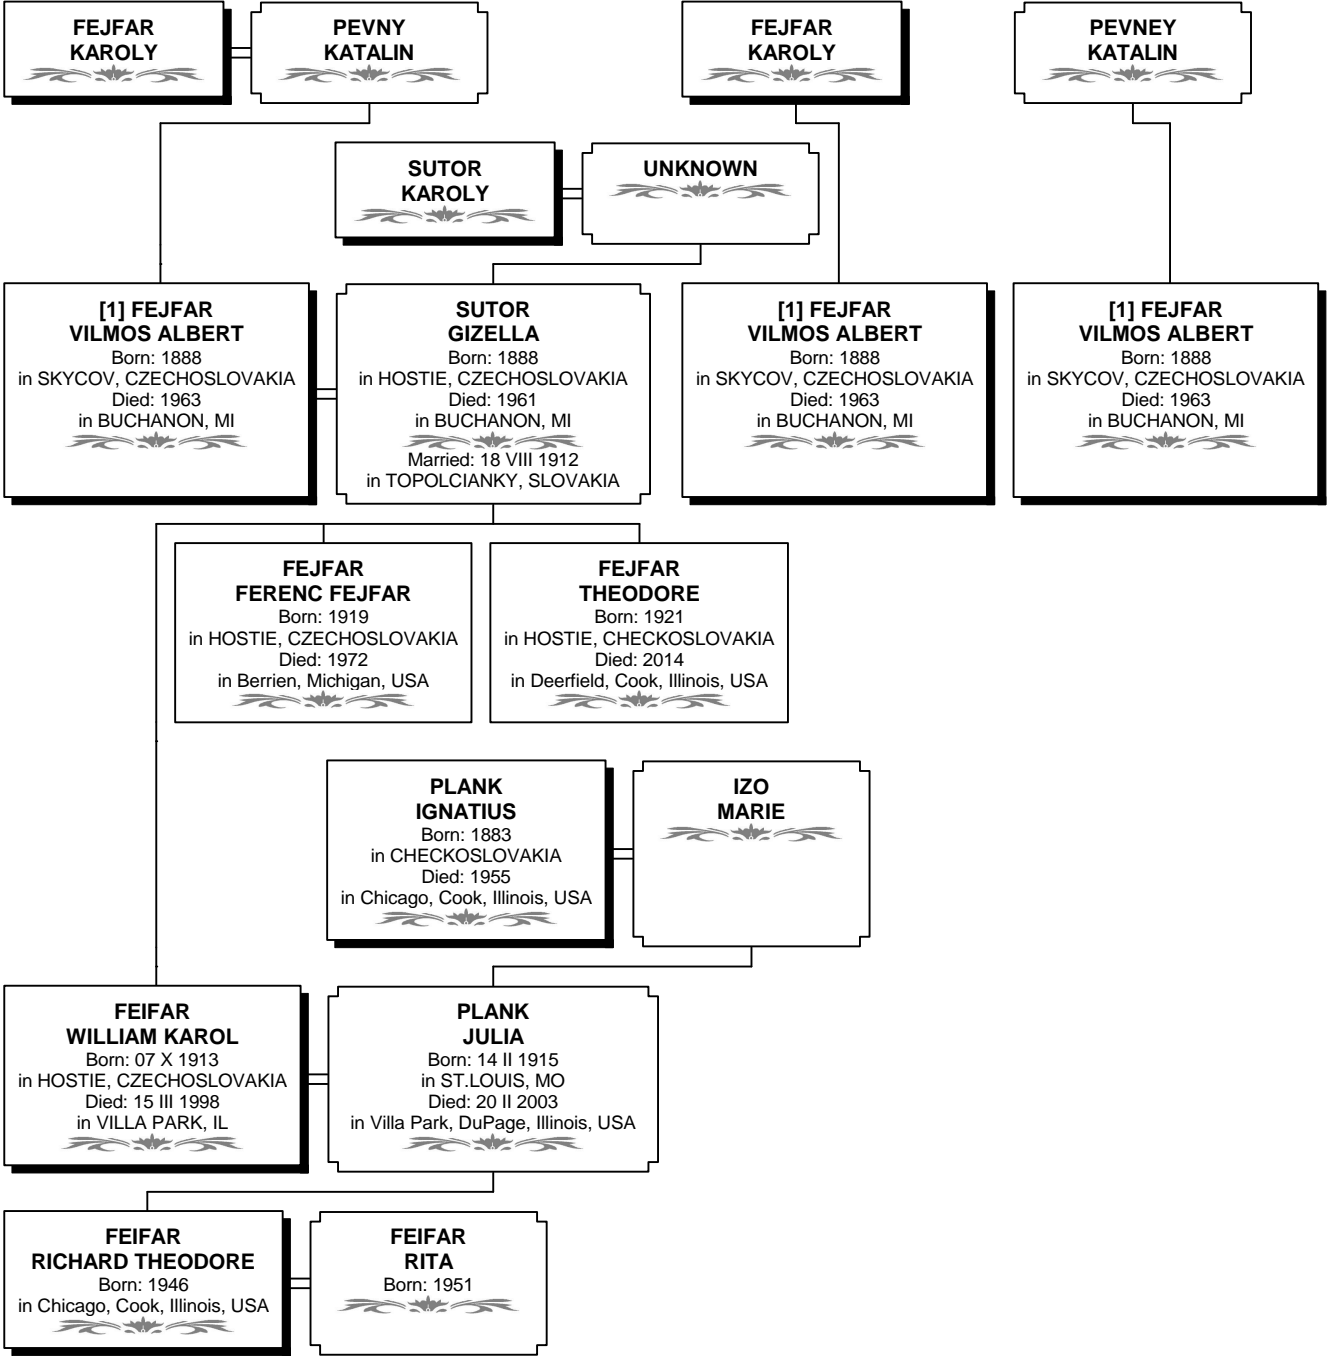 FEJFAR
KAROLY
PEVNY
KATALIN
FEJFAR
KAROLY
PEVNEY
KATALIN
SUTOR
KAROLY
UNKNOWN
[1] FEJFAR
VILMOS ALBERT
Born: 1888
in SKYCOV, CZECHOSLOVAKIA
Died: 1963
in BUCHANON, MI
SUTOR
GIZELLA
Born: 1888
in HOSTIE, CZECHOSLOVAKIA
Died: 1961
in BUCHANON, MI
Married: 18 VIII 1912
in TOPOLCIANKY, SLOVAKIA
[1] FEJFAR
VILMOS ALBERT
Born: 1888
in SKYCOV, CZECHOSLOVAKIA
Died: 1963
in BUCHANON, MI
[1] FEJFAR
VILMOS ALBERT
Born: 1888
in SKYCOV, CZECHOSLOVAKIA
Died: 1963
in BUCHANON, MI
FEJFAR
FERENC FEJFAR
Born: 1919
in HOSTIE, CZECHOSLOVAKIA
Died: 1972
in Berrien, Michigan, USA
FEJFAR
THEODORE
Born: 1921
in HOSTIE, CHECKOSLOVAKIA
Died: 2014
in Deerfield, Cook, Illinois, USA
PLANK
IGNATIUS
Born: 1883
in CHECKOSLOVAKIA
Died: 1955
in Chicago, Cook, Illinois, USA
IZO
MARIE
FEIFAR
WILLIAM KAROL
Born: 07 X 1913
in HOSTIE, CZECHOSLOVAKIA
Died: 15 III 1998
in VILLA PARK, IL
PLANK
JULIA
Born: 14 II 1915
in ST.LOUIS, MO
Died: 20 II 2003
in Villa Park, DuPage, Illinois, USA
FEIFAR
RICHARD THEODORE
Born: 1946
in Chicago, Cook, Illinois, USA
FEIFAR
RITA
Born: 1951